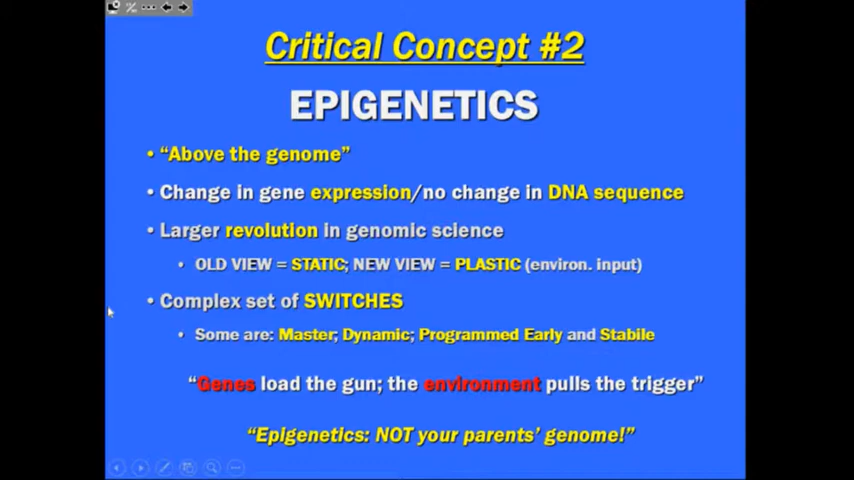 Critical Concept #2
EPIGENETICS
• “Above the genome”
• Change in gene expression/no change in DNA sequence
• Larger revolution in genomic science
• OLD VIEW = STATIC; NEW VIEW = PLASTIC (environ. input)
• Complex set of SWITCHES
• Some are: Master; Dynamic; Programmed Early and Stabile
“Genes load the gun; the environment pulls the trigger”
“Epigenetics: NOT your parents’ genome!”